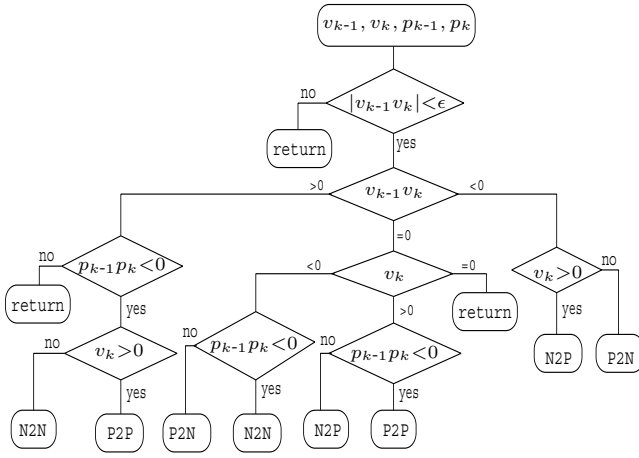 v_{k-1}, v_k, p_{k-1}, p_k
no
|v_{k-1}v_k|<ϵ
return
yes
>0
v_{k-1}v_k
<0
=0
no
p_{k-1}p_k<0
<0
v_k
=0
v_k>0
no
return
yes
>0
return
yes
no
v_k>0
no
p_{k-1}p_k<0
no
p_{k-1}p_k<0
N2P
P2N
yes
yes
yes
N2N
P2P
P2N
N2N
N2P
P2P